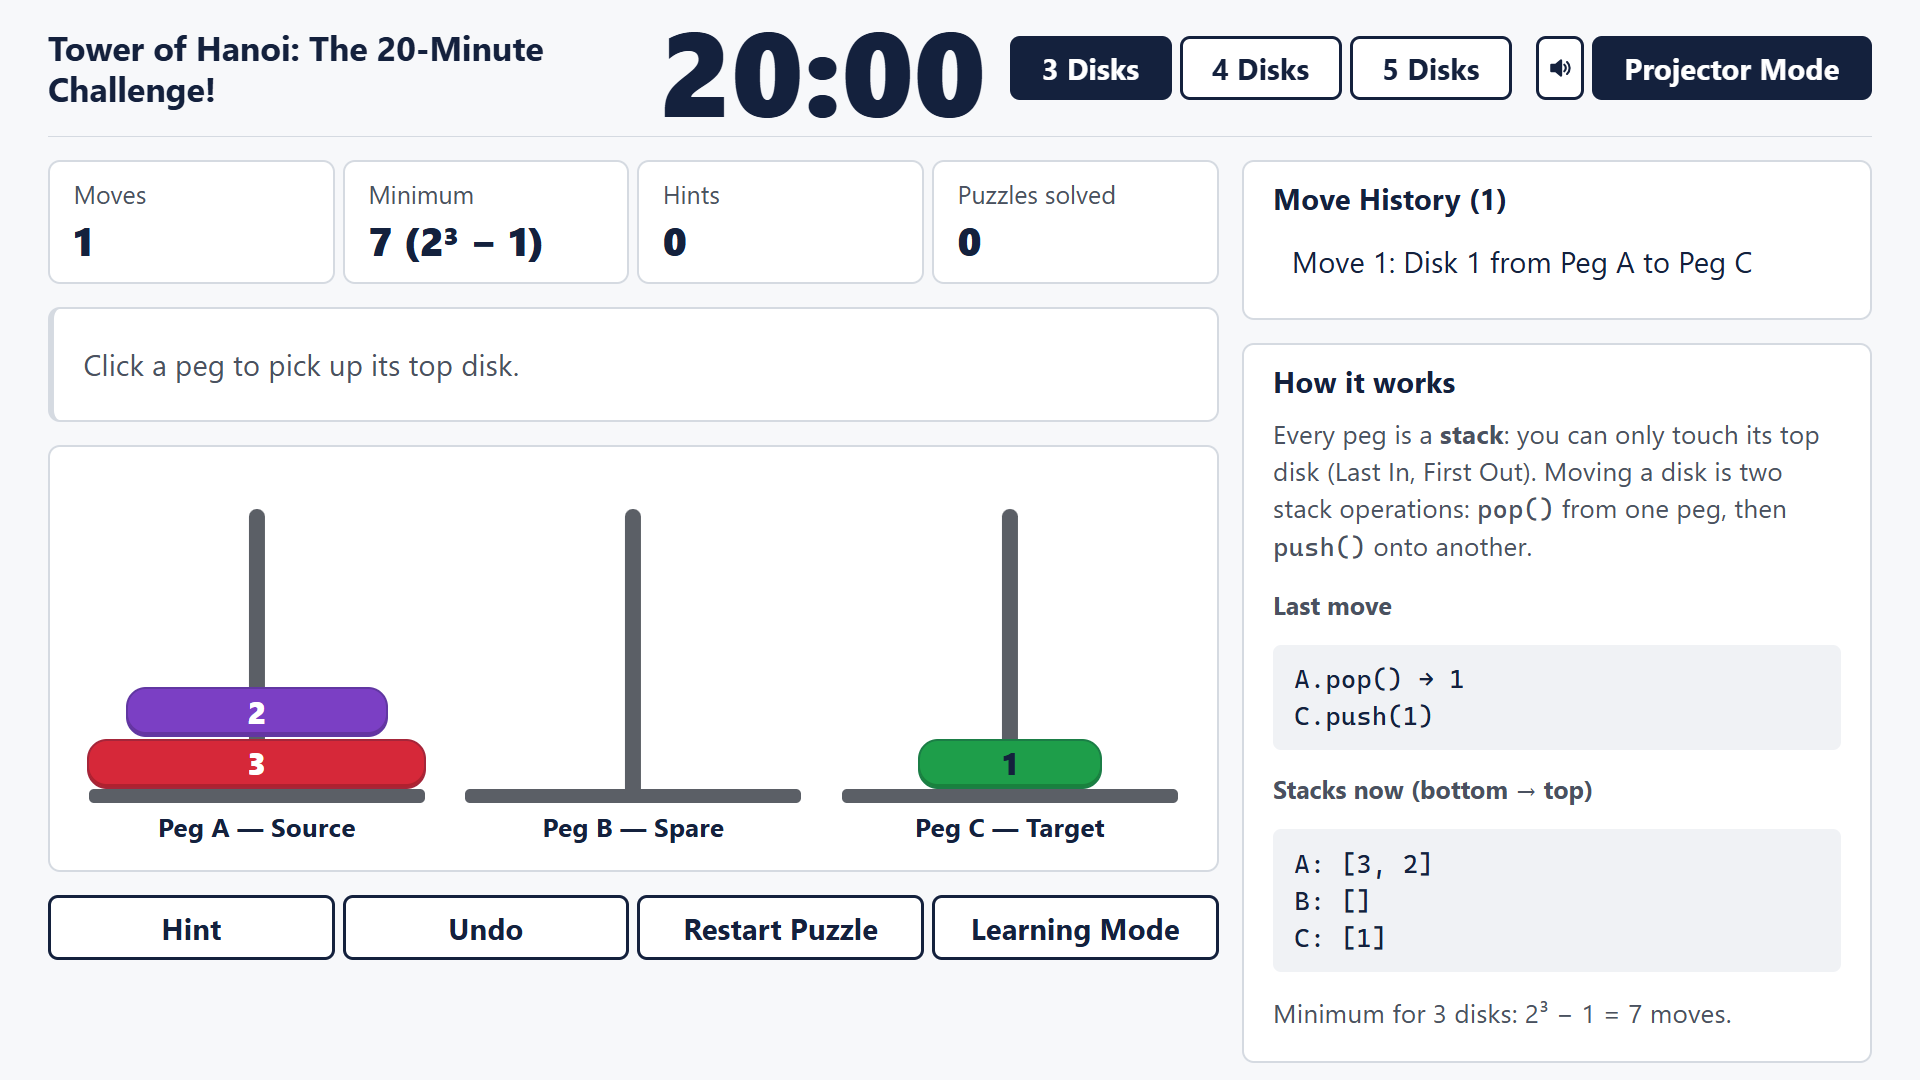 Tower of Hanoi: The 20-Minute
Challenge!
20:00
3 Disks
4 Disks
5 Disks
Projector Mode
Moves
1
Minimum
7 (2³ − 1)
Hints
0
Puzzles solved
0
Click a peg to pick up its top disk.
2
3
1
Peg A — Source
Peg B — Spare
Peg C — Target
Hint
Undo
Restart Puzzle
Learning Mode
Move History (1)
Move 1: Disk 1 from Peg A to Peg C
How it works
Every peg is a stack: you can only touch its top
disk (Last In, First Out). Moving a disk is two
stack operations: pop() from one peg, then
push() onto another.
Last move
A.pop() → 1
C.push(1)
Stacks now (bottom → top)
A: [3, 2]
B: []
C: [1]
Minimum for 3 disks: 2³ − 1 = 7 moves.